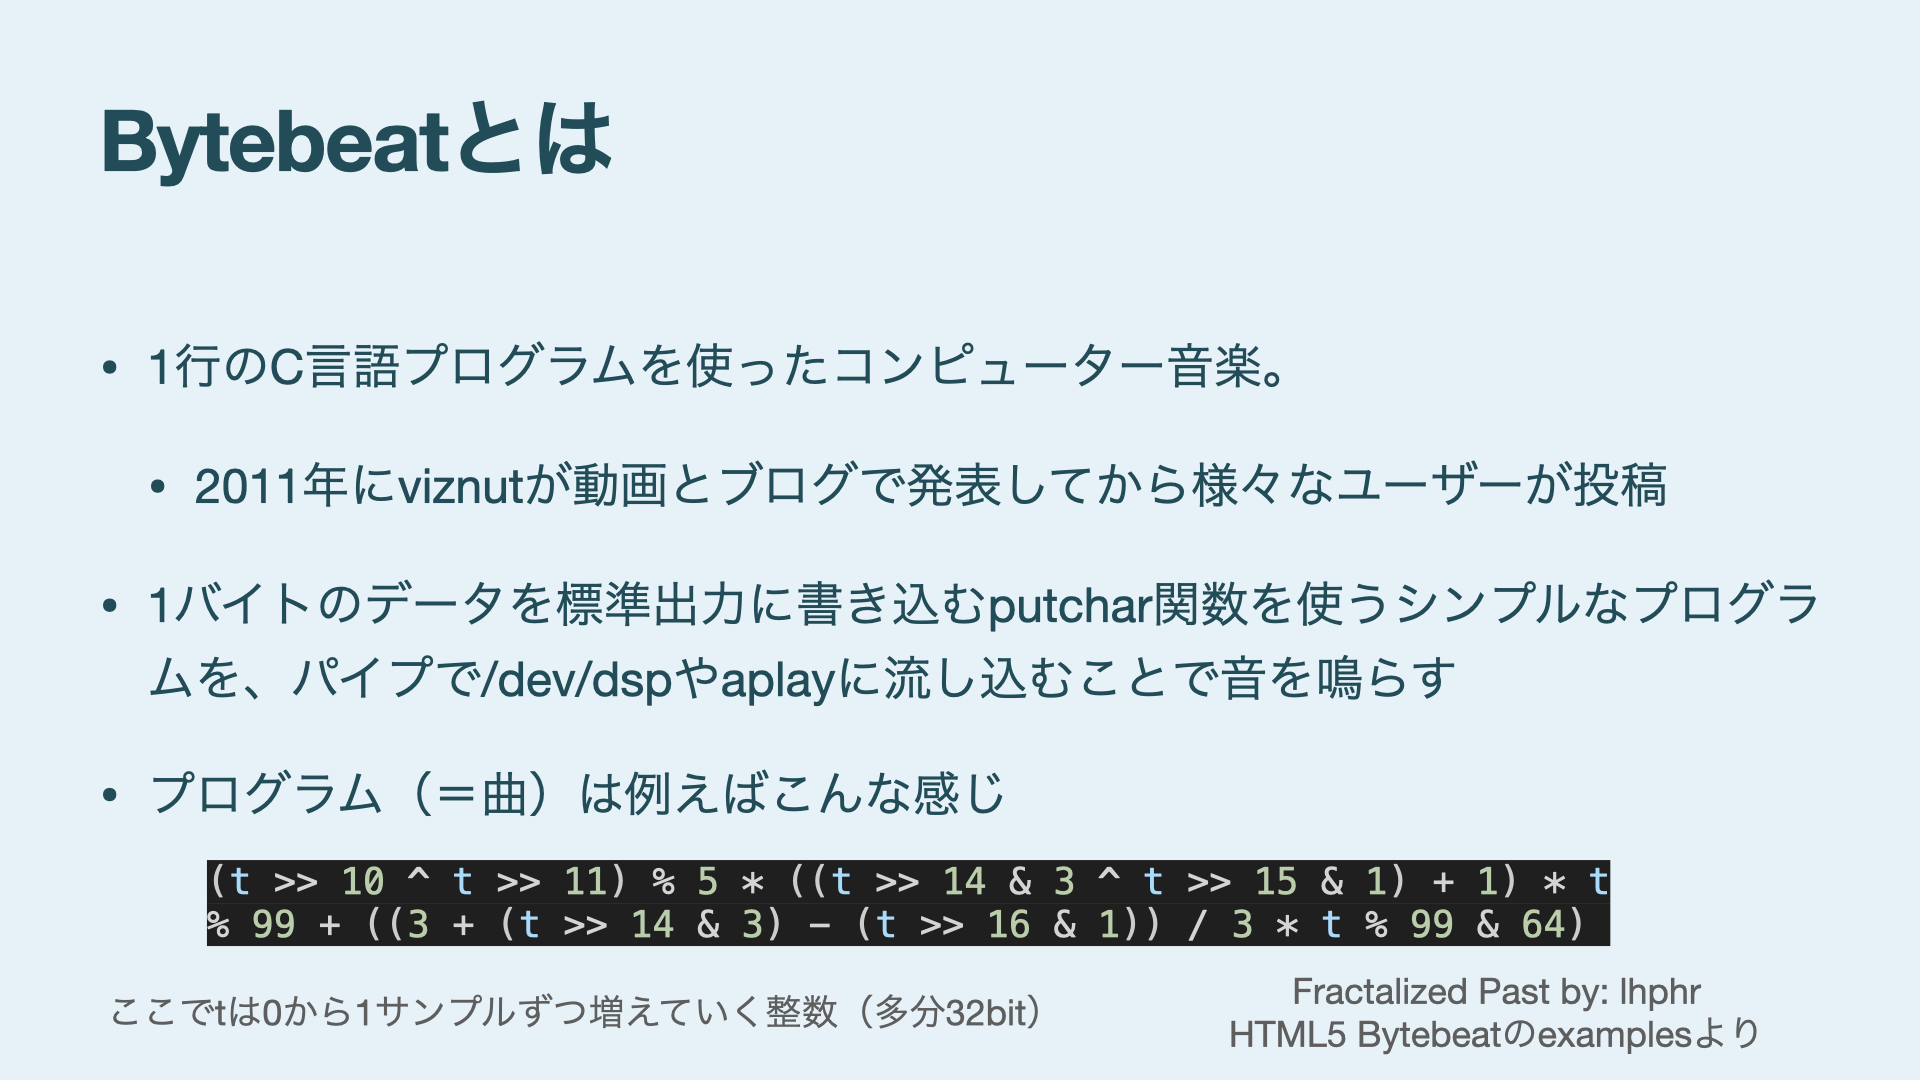 Bytebeatとは
• 1行のC言語プログラムを使ったコンピューター音楽。
• 2011年にviznutが動画とブログで発表してから様々なユーザーが投稿
• 1バイトのデータを標準出力に書き込むputchar関数を使うシンプルなプログラ
ムを、パイプで/dev/dspやaplayに流し込むことで音を鳴らす
• プログラム（＝曲）は例えばこんな感じ
(t >> 10 ^ t >> 11) % 5 * ((t >> 14 & 3 ^ t >> 15 & 1) + 1) * t
% 99 + ((3 + (t >> 14 & 3) - (t >> 16 & 1)) / 3 * t % 99 & 64)
ここでtは0から1サンプルずつ増えていく整数（多分32bit）
Fractalized Past by: lhphr
HTML5 Bytebeatのexamplesより